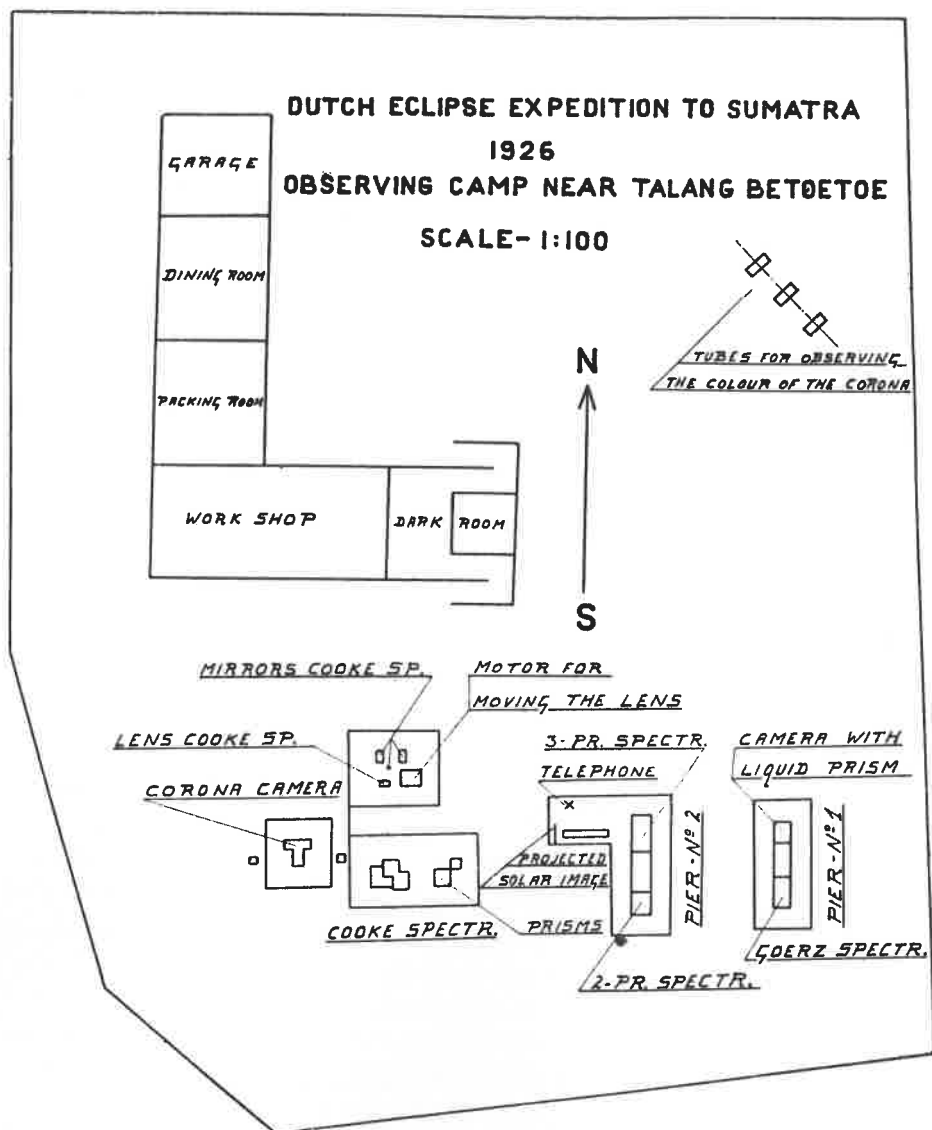 DUTCH ECLIPSE EXPEDITION TO SUMATRA
1926
OBSERVING CAMP NEAR TALANG BETOETOE
SCALE- 1:100
GARAGE
DINING ROOM
PACKING ROOM
WORK SHOP
DARK ROOM
TUBES FOR OBSERVING
THE COLOUR OF THE CORONA
N
S
MIRRORS COOKE SP.
MOTOR FOR
MOVING THE LENS
LENS COOKE SP.
CORONA CAMERA
3-PR. SPECTR.
TELEPHONE
CAMERA WITH
LIQUID PRISM
PROJECTED
SOLAR IMAGE
PIER-Nº 2
PIER-Nº 1
COOKE SPECTR.
PRISMS
2-PR. SPECTR.
GOERZ SPECTR.